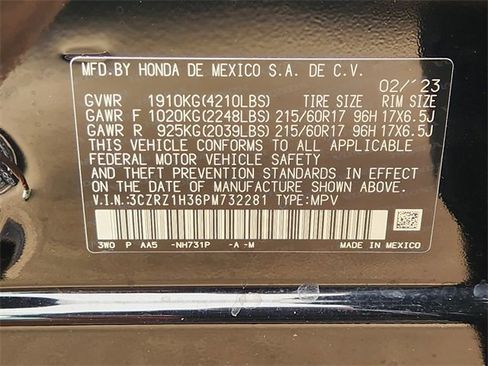 MFD.BY HONDA DE MEXICO S.A. DE C.V.
02/'23
GVWR 1910KG(4210LBS) TIRE SIZE RIM SIZE
GAWR F 1020KG(2248LBS) 215/60R17 96H 17X6.5J
GAWR R 925KG(2039LBS) 215/60R17 96H 17X6.5J
THIS VEHICLE CONFORMS TO ALL APPLICABLE
FEDERAL MOTOR VEHICLE SAFETY
AND THEFT PREVENTION STANDARDS IN EFFECT
ON THE DATE OF MANUFACTURE SHOWN ABOVE.
V.I.N:3CZRZ1H36PM732281 TYPE:MPV
3W0 P AA5 -NH731P -A -M
MADE IN MEXICO